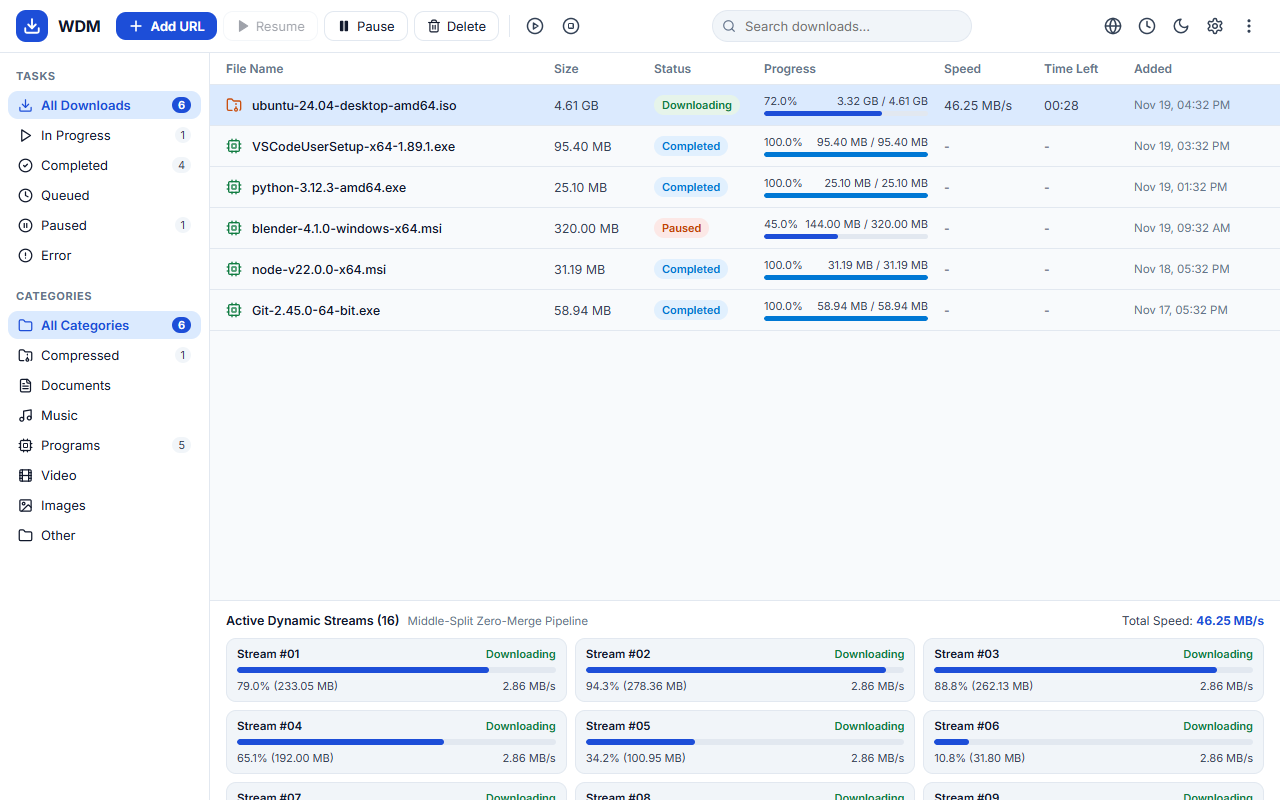 WDM
Add URL
Resume
Pause
Delete
Search downloads...
TASKS
All Downloads 6
In Progress 1
Completed 4
Queued
Paused 1
Error
CATEGORIES
All Categories 6
Compressed 1
Documents
Music
Programs 5
Video
Images
Other
File Name Size Status Progress Speed Time Left Added
ubuntu-24.04-desktop-amd64.iso 4.61 GB Downloading 72.0% 3.32 GB / 4.61 GB 46.25 MB/s 00:28 Nov 19, 04:32 PM
VSCodeUserSetup-x64-1.89.1.exe 95.40 MB Completed 100.0% 95.40 MB / 95.40 MB - - Nov 19, 03:32 PM
python-3.12.3-amd64.exe 25.10 MB Completed 100.0% 25.10 MB / 25.10 MB - - Nov 19, 01:32 PM
blender-4.1.0-windows-x64.msi 320.00 MB Paused 45.0% 144.00 MB / 320.00 MB - - Nov 19, 09:32 AM
node-v22.0.0-x64.msi 31.19 MB Completed 100.0% 31.19 MB / 31.19 MB - - Nov 18, 05:32 PM
Git-2.45.0-64-bit.exe 58.94 MB Completed 100.0% 58.94 MB / 58.94 MB - - Nov 17, 05:32 PM
Active Dynamic Streams (16) Middle-Split Zero-Merge Pipeline Total Speed: 46.25 MB/s
Stream #01 Downloading
79.0% (233.05 MB) 2.86 MB/s
Stream #02 Downloading
94.3% (278.36 MB) 2.86 MB/s
Stream #03 Downloading
88.8% (262.13 MB) 2.86 MB/s
Stream #04 Downloading
65.1% (192.00 MB) 2.86 MB/s
Stream #05 Downloading
34.2% (100.95 MB) 2.86 MB/s
Stream #06 Downloading
10.8% (31.80 MB) 2.86 MB/s
Stream #07 Downloading
Stream #08 Downloading
Stream #09 Downloading